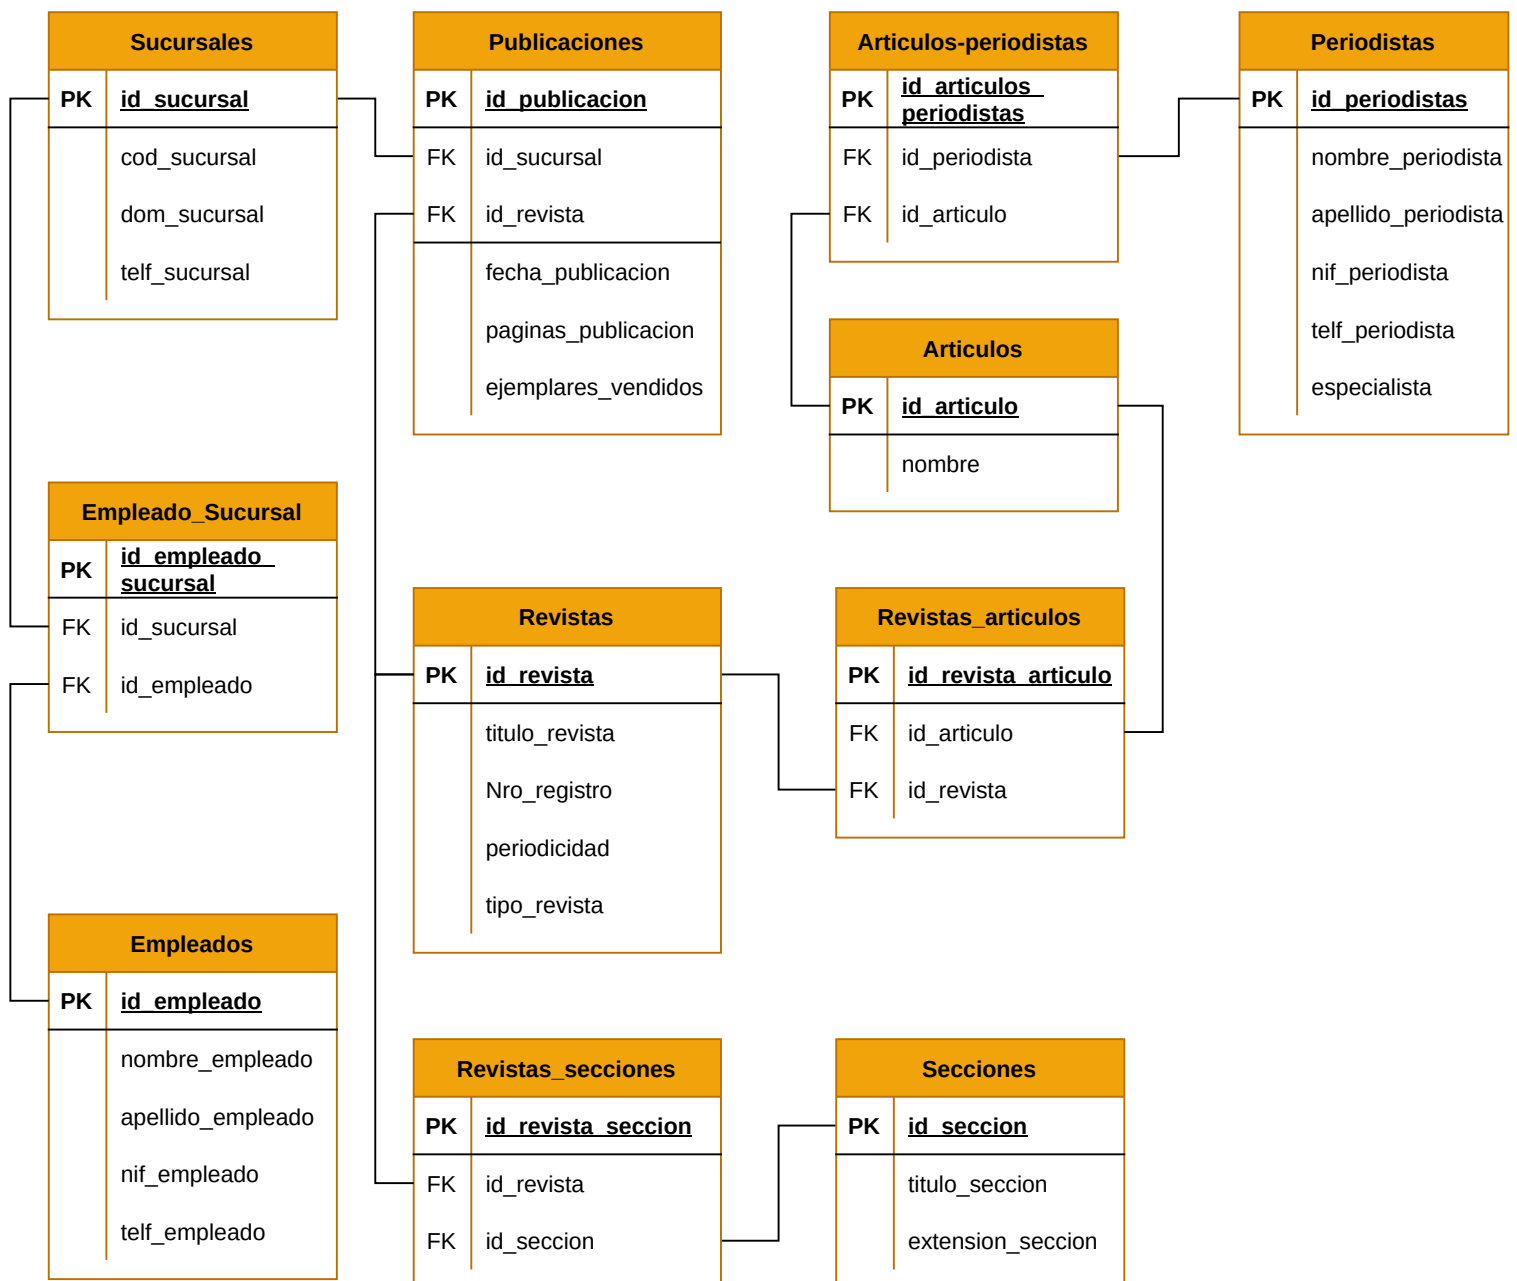 Sucursales
PK id_sucursal
cod_sucursal
dom_sucursal
telf_sucursal
Publicaciones
PK id_publicacion
FK id_sucursal
FK id_revista
fecha_publicacion
paginas_publicacion
ejemplares_vendidos
Articulos-periodistas
PK id_articulos_
periodistas
FK id_periodista
FK id_articulo
Periodistas
PK id_periodistas
nombre_periodista
apellido_periodista
nif_periodista
telf_periodista
especialista
Articulos
PK id_articulo
nombre
Empleado_Sucursal
PK id_empleado_
sucursal
FK id_sucursal
FK id_empleado
Revistas
PK id_revista
titulo_revista
Nro_registro
periodicidad
tipo_revista
Revistas_articulos
PK id_revista_articulo
FK id_articulo
FK id_revista
Empleados
PK id_empleado
nombre_empleado
apellido_empleado
nif_empleado
telf_empleado
Revistas_secciones
PK id_revista_seccion
FK id_revista
FK id_seccion
Secciones
PK id_seccion
titulo_seccion
extension_seccion